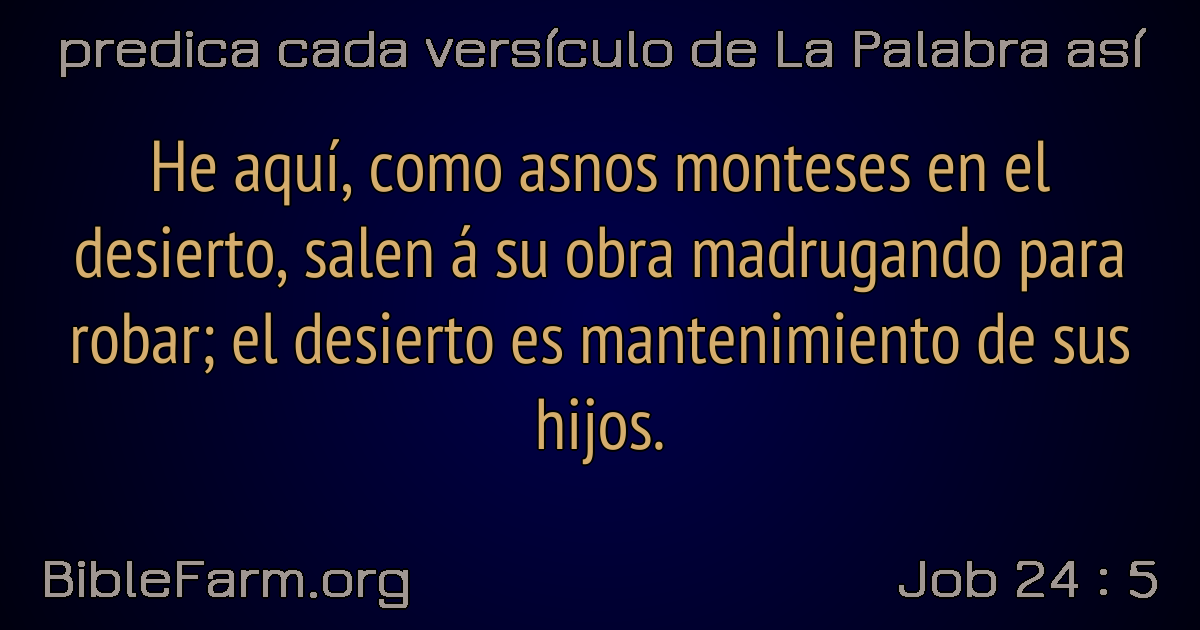 predica cada versículo de La Palabra así
He aquí, como asnos monteses en el
desierto, salen á su obra madrugando para
robar; el desierto es mantenimiento de sus
hijos.
BibleFarm.org
Job 24 : 5